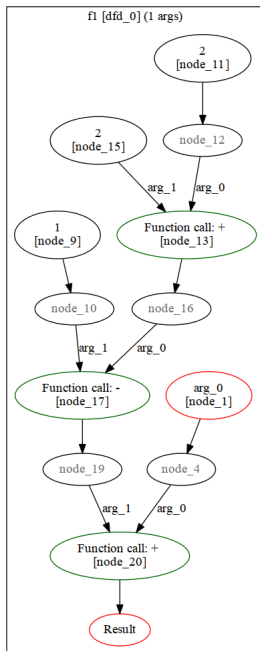 f1 [dfd_0] (1 args)
2
[node_11]
2
[node_15]
node_12
arg_1
arg_0
1
[node_9]
Function call: +
[node_13]
node_10
node_16
arg_1
arg_0
Function call: -
[node_17]
arg_0
[node_1]
node_19
node_4
arg_1
arg_0
Function call: +
[node_20]
Result